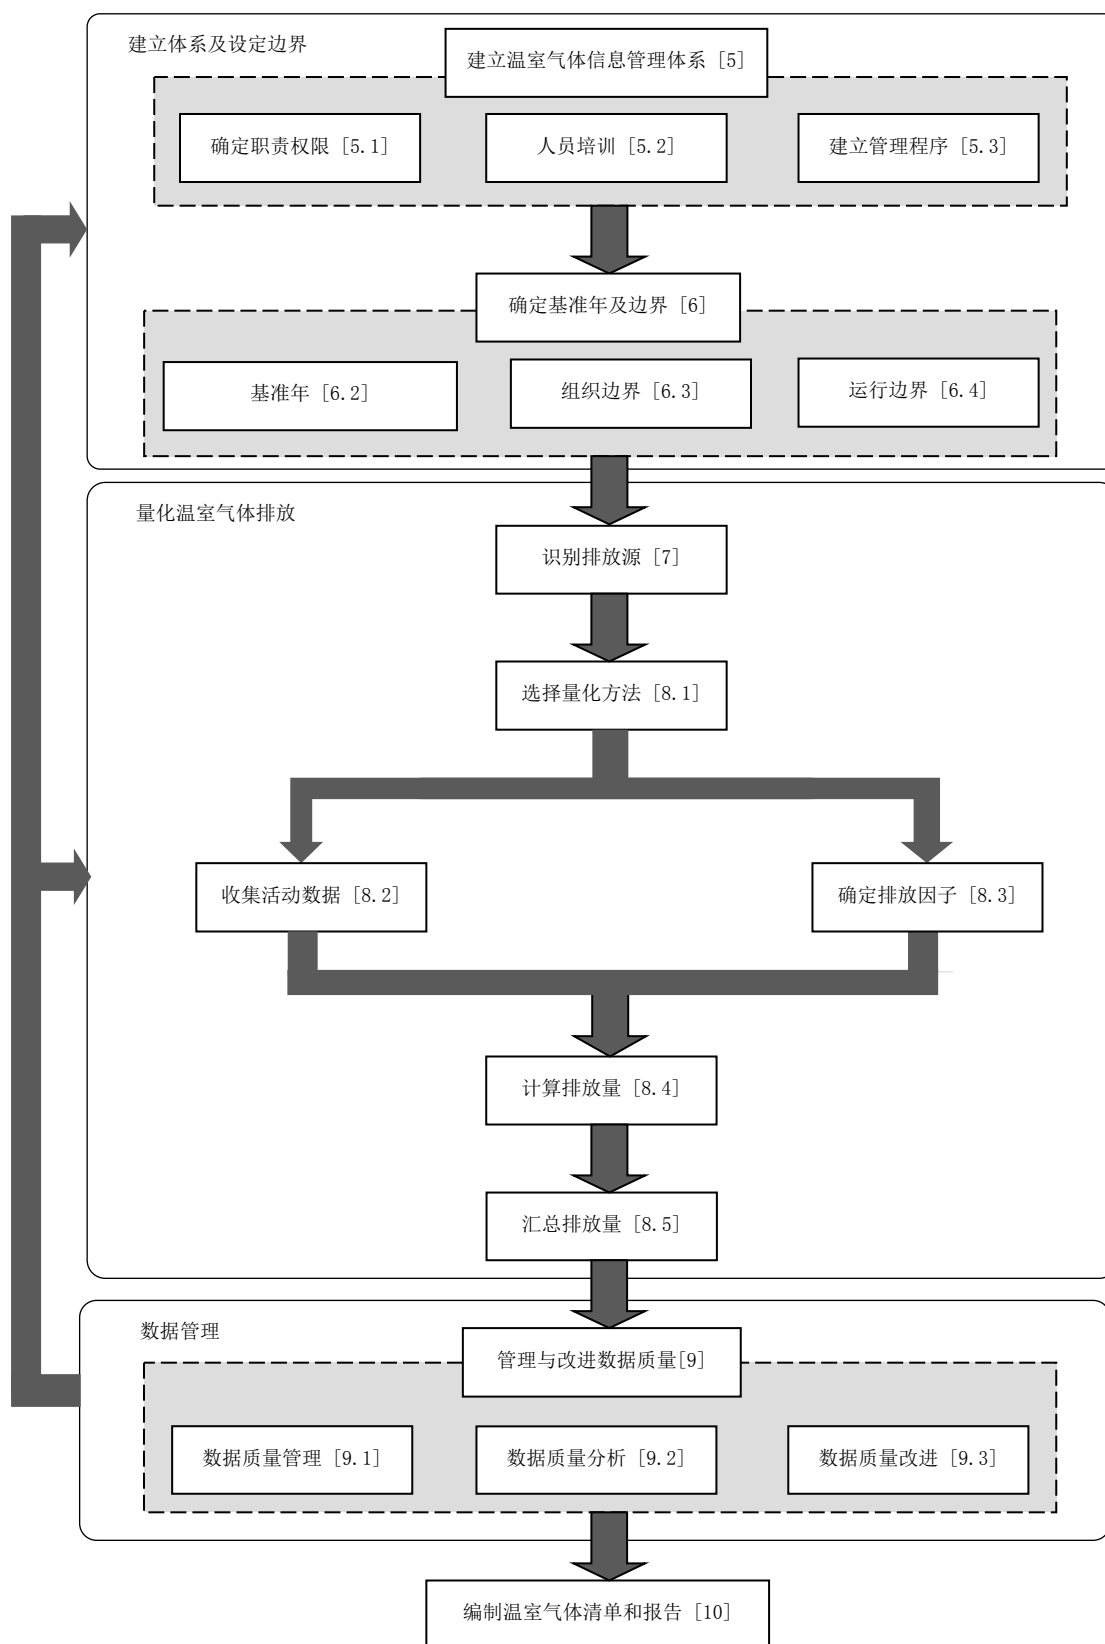 建立体系及设定边界
建立温室气体信息管理体系 [5]
确定职责权限 [5.1]
人员培训 [5.2]
建立管理程序 [5.3]
确定基准年及边界 [6]
基准年 [6.2]
组织边界 [6.3]
运行边界 [6.4]
量化温室气体排放
识别排放源 [7]
选择量化方法 [8.1]
收集活动数据 [8.2]
确定排放因子 [8.3]
计算排放量 [8.4]
汇总排放量 [8.5]
数据管理
管理与改进数据质量[9]
数据质量管理 [9.1]
数据质量分析 [9.2]
数据质量改进 [9.3]
编制温室气体清单和报告 [10]